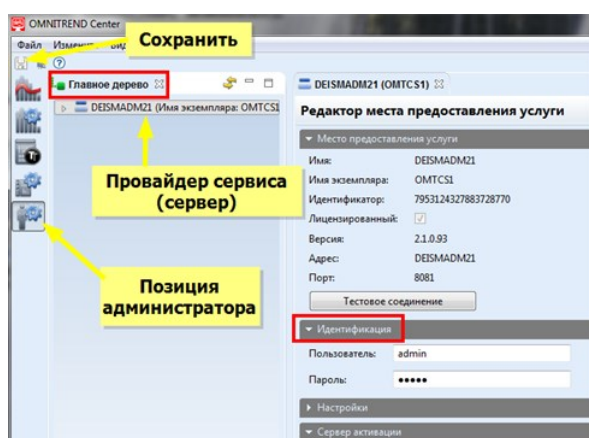 OMNITREND Center
Файл Изменить
Сохранить
Главное дерево
DEISMADM21 (Имя экземпляра: OMTCS1
Провайдер сервиса
(сервер)
Позиция
администратора
DEISMADM21 (OMTCS1)
Редактор места предоставления услуги
Место предоставления услуги
Имя: DEISMADM21
Имя экземпляра: OMTCS1
Идентификатор: 7953124327883728770
Лицензированный:
Версия: 2.1.0.93
Адрес: DEISMADM21
Порт: 8081
Тестовое соединение
Идентификация
Пользователь: admin
Пароль: •••••
Настройки
Сервер активации